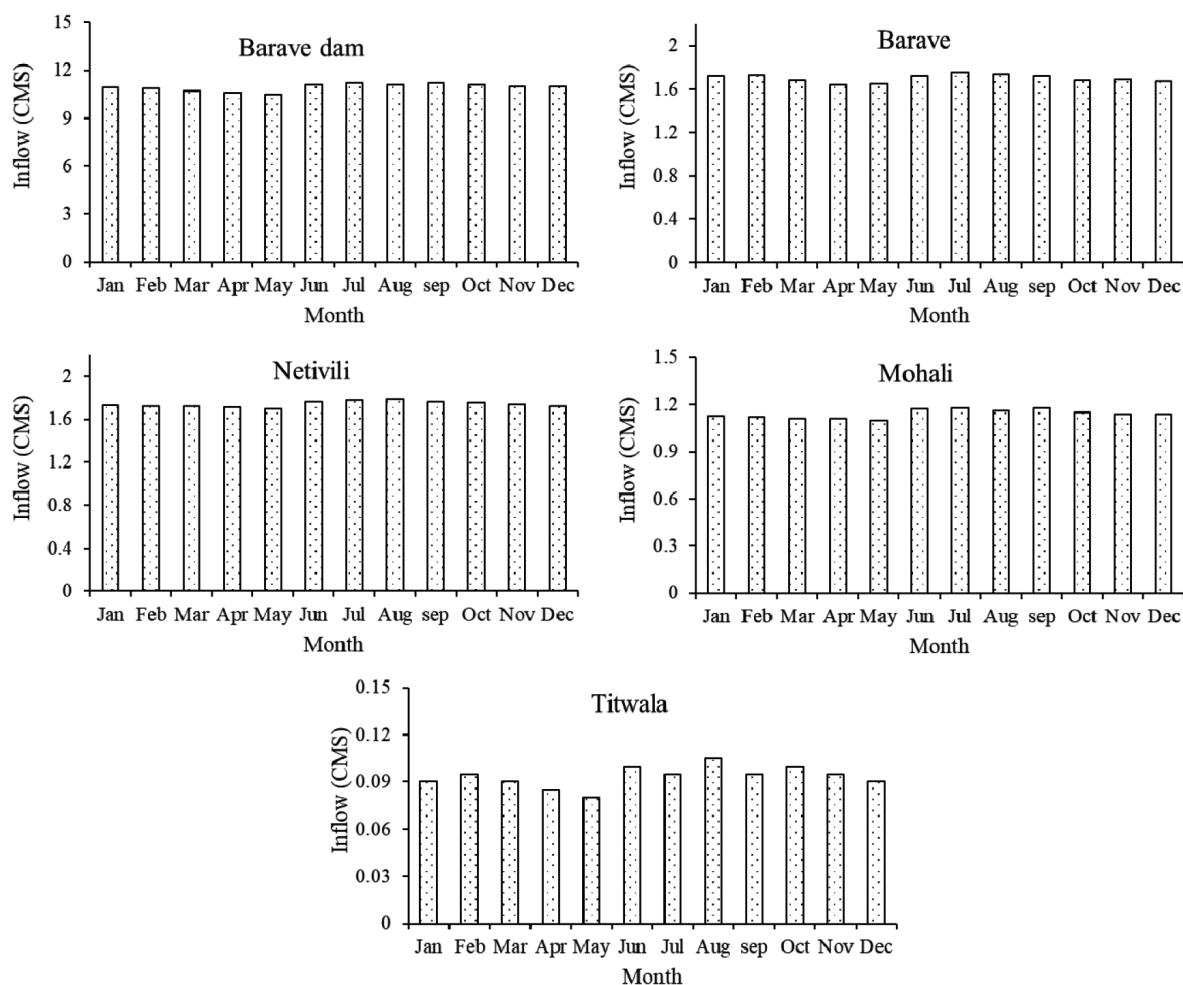 Barave dam
Inflow (CMS)
15
12
9
6
3
0
Jan Feb Mar Apr May Jun Jul Aug sep Oct Nov Dec
Month
Barave
Inflow (CMS)
2
1.6
1.2
0.8
0.4
0
Jan Feb Mar Apr May Jun Jul Aug sep Oct Nov Dec
Month
Netivili
Inflow (CMS)
2
1.6
1.2
0.8
0.4
0
Jan Feb Mar Apr May Jun Jul Aug sep Oct Nov Dec
Month
Mohali
Inflow (CMS)
1.5
1.2
0.9
0.6
0.3
0
Jan Feb Mar Apr May Jun Jul Aug sep Oct Nov Dec
Month
Titwala
Inflow (CMS)
0.15
0.12
0.09
0.06
0.03
0
Jan Feb Mar Apr May Jun Jul Aug sep Oct Nov Dec
Month